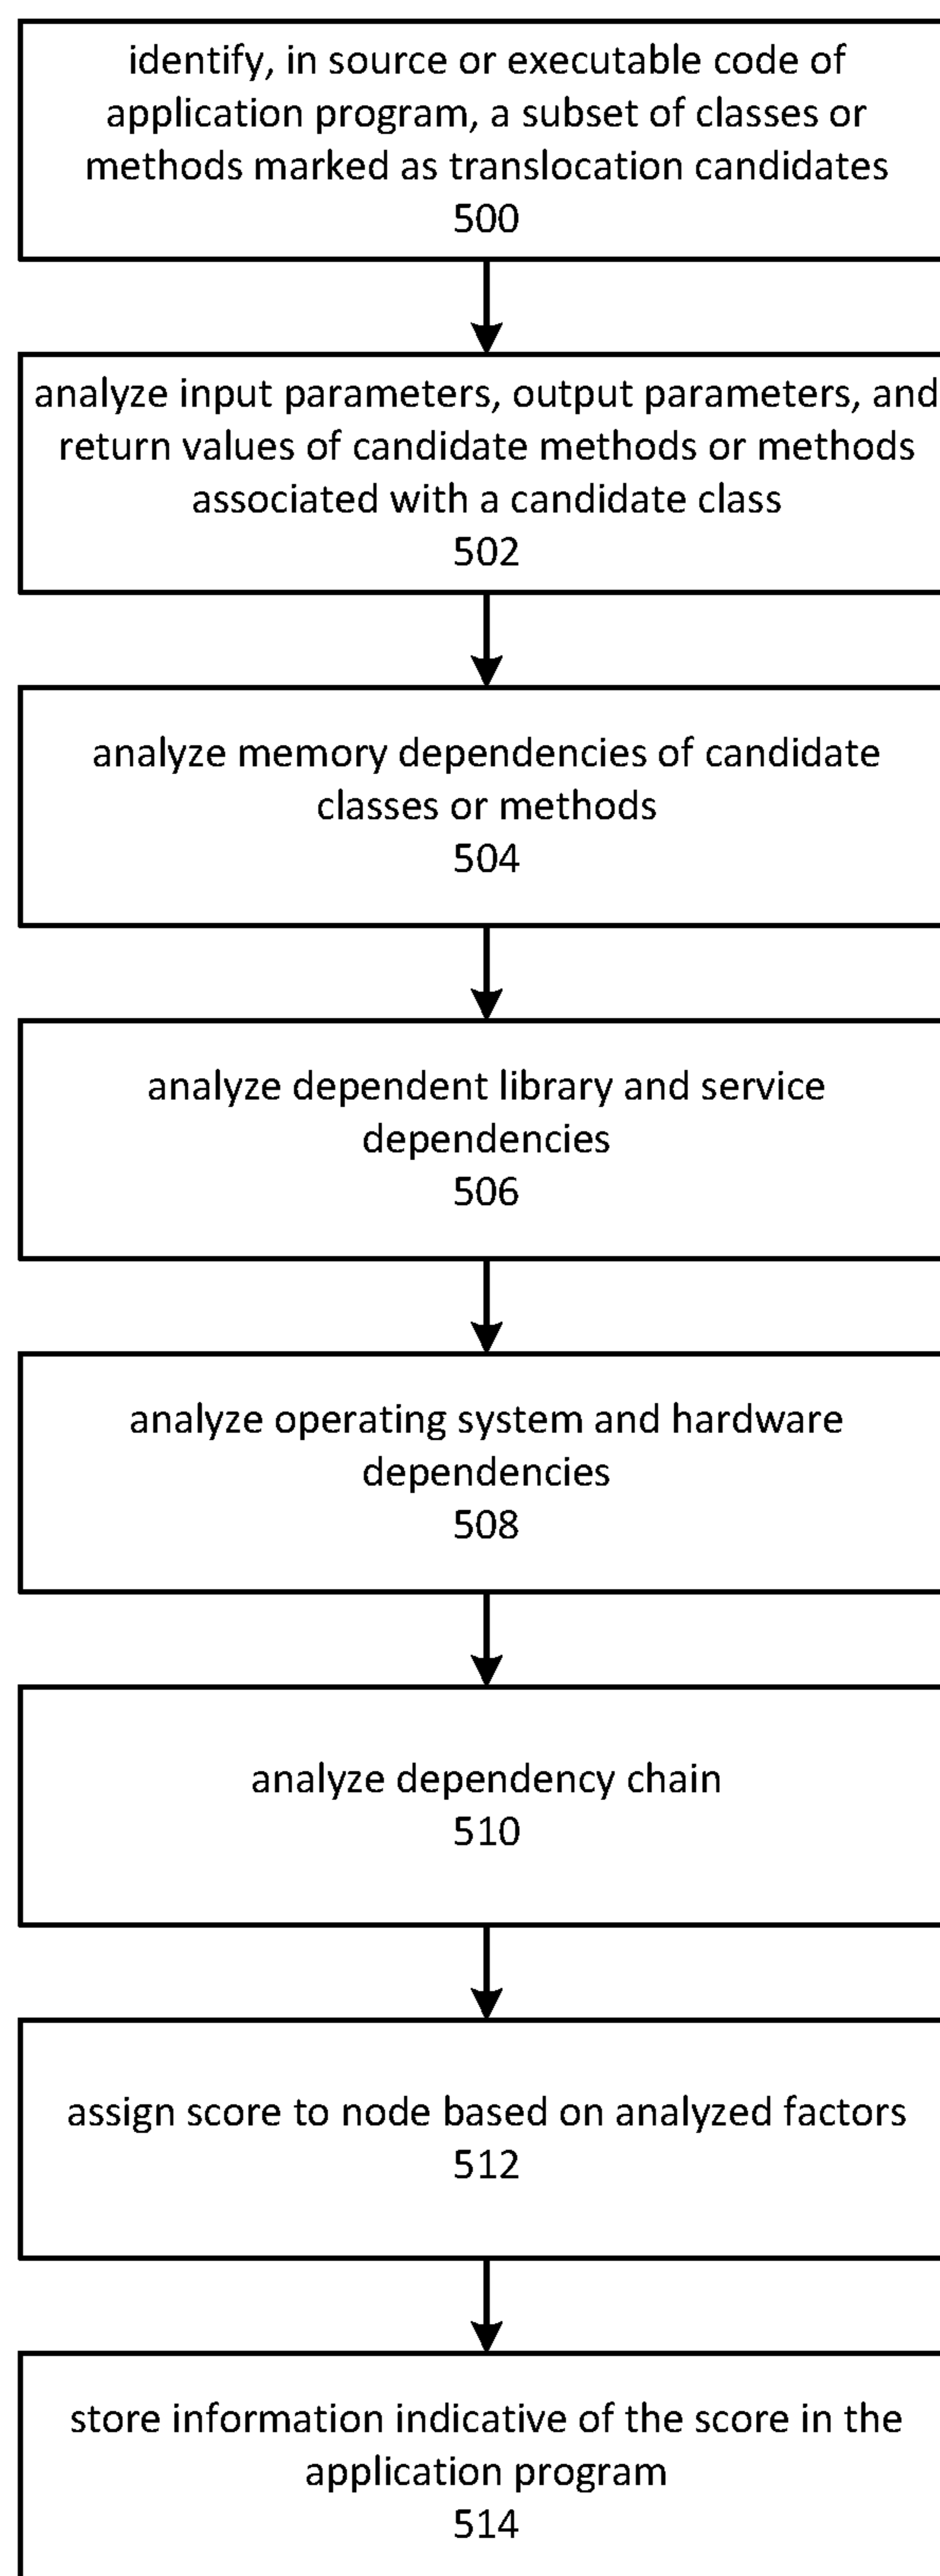 identify, in source or executable code of
application program, a subset of classes or
methods marked as translocation candidates
500
analyze input parameters, output parameters, and
return values of candidate methods or methods
associated with a candidate class
502
analyze memory dependencies of candidate
classes or methods
504
analyze dependent library and service
dependencies
506
analyze operating system and hardware
dependencies
508
analyze dependency chain
510
assign score to node based on analyzed factors
512
store information indicative of the score in the
application program
514